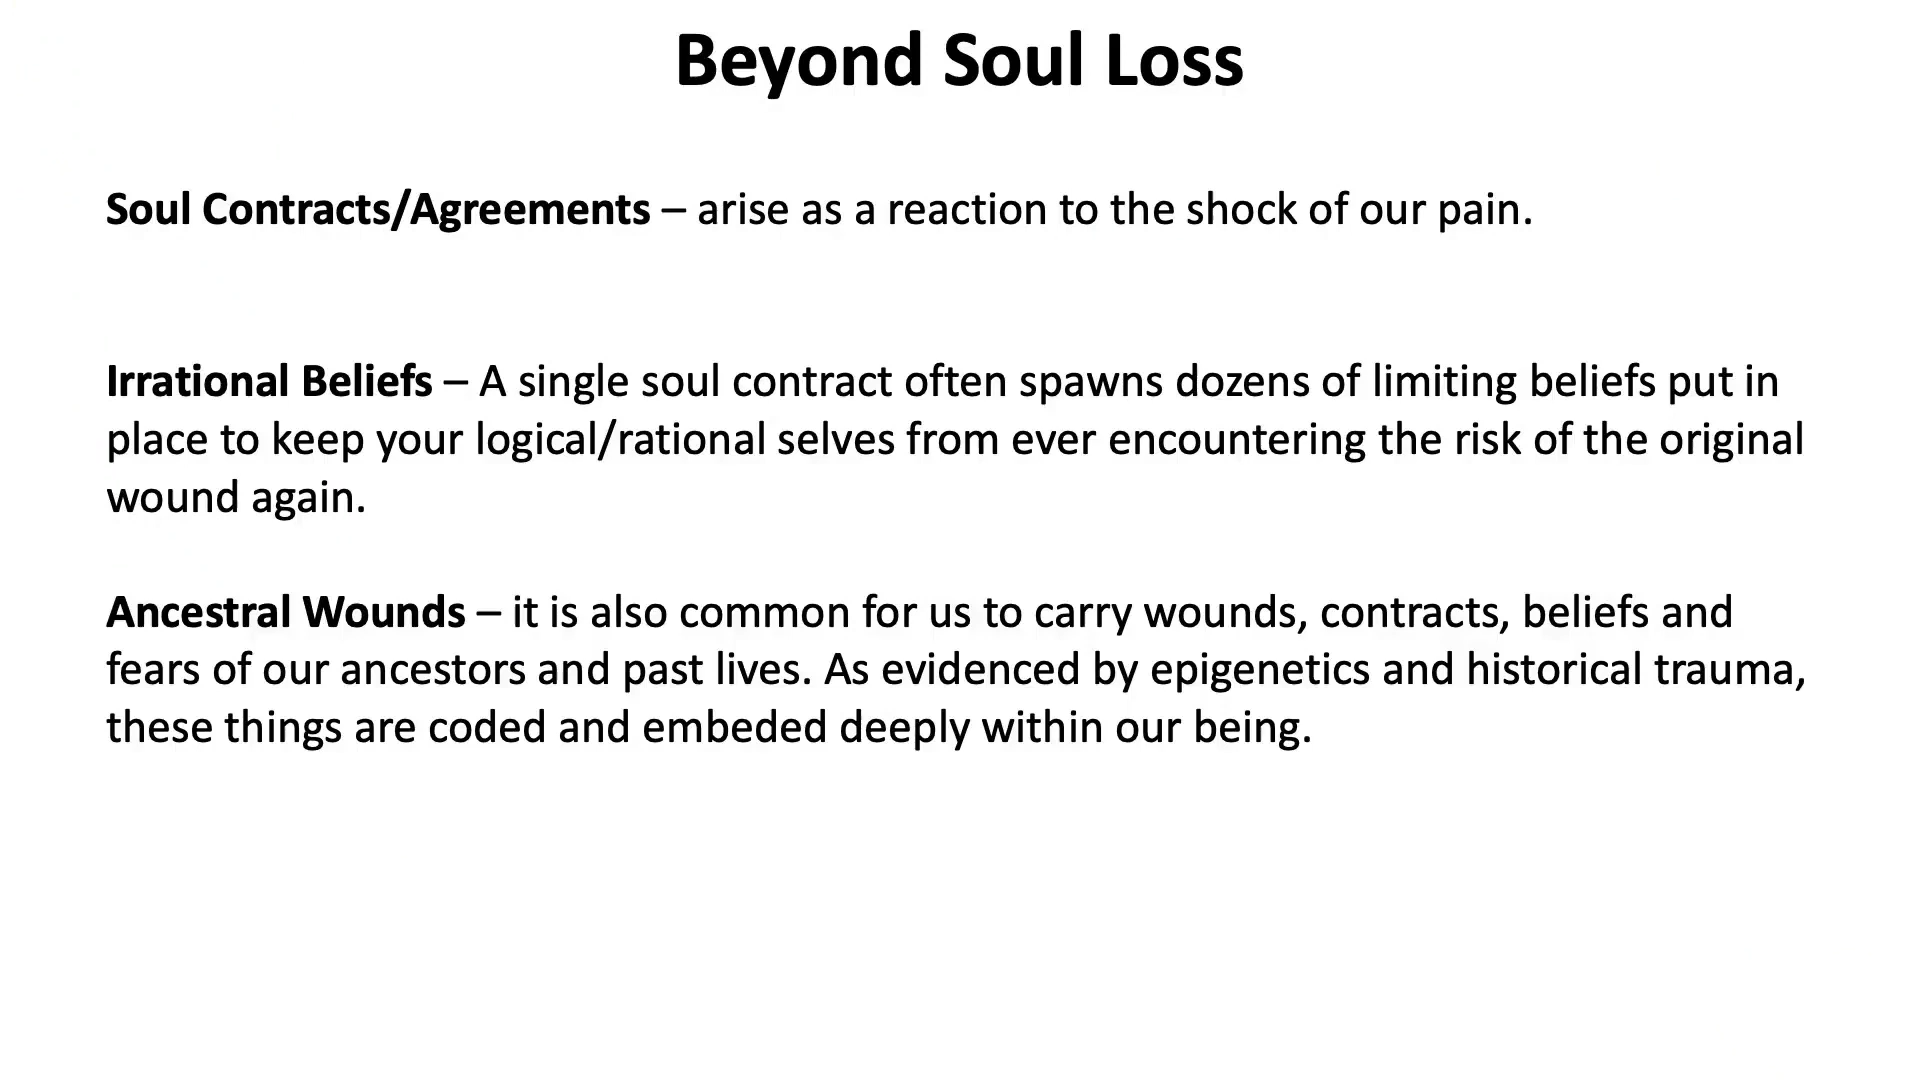 Beyond Soul Loss
Soul Contracts/Agreements – arise as a reaction to the shock of our pain.
Irrational Beliefs – A single soul contract often spawns dozens of limiting beliefs put in
place to keep your logical/rational selves from ever encountering the risk of the original
wound again.
Ancestral Wounds – it is also common for us to carry wounds, contracts, beliefs and
fears of our ancestors and past lives. As evidenced by epigenetics and historical trauma,
these things are coded and embeded deeply within our being.